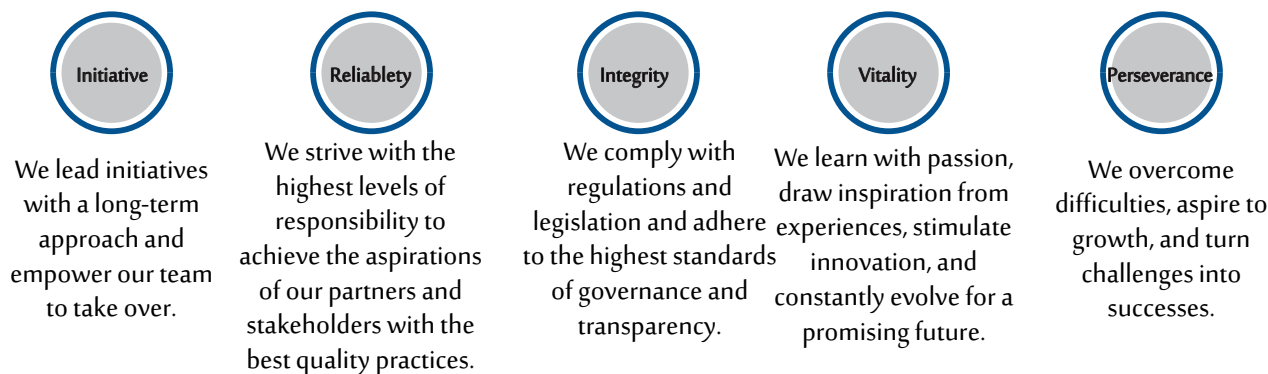 Initiative
We lead initiatives
with a long-term
approach and
empower our team
to take over.
Reliablety
We strive with the
highest levels of
responsibility to
achieve the aspirations
of our partners and
stakeholders with the
best quality practices.
Integrity
We comply with
regulations and
legislation and adhere
to the highest standards
of governance and
transparency.
Vitality
We learn with passion,
draw inspiration from
experiences, stimulate
innovation, and
constantly evolve for a
promising future.
Perseverance
We overcome
difficulties, aspire to
growth, and turn
challenges into
successes.